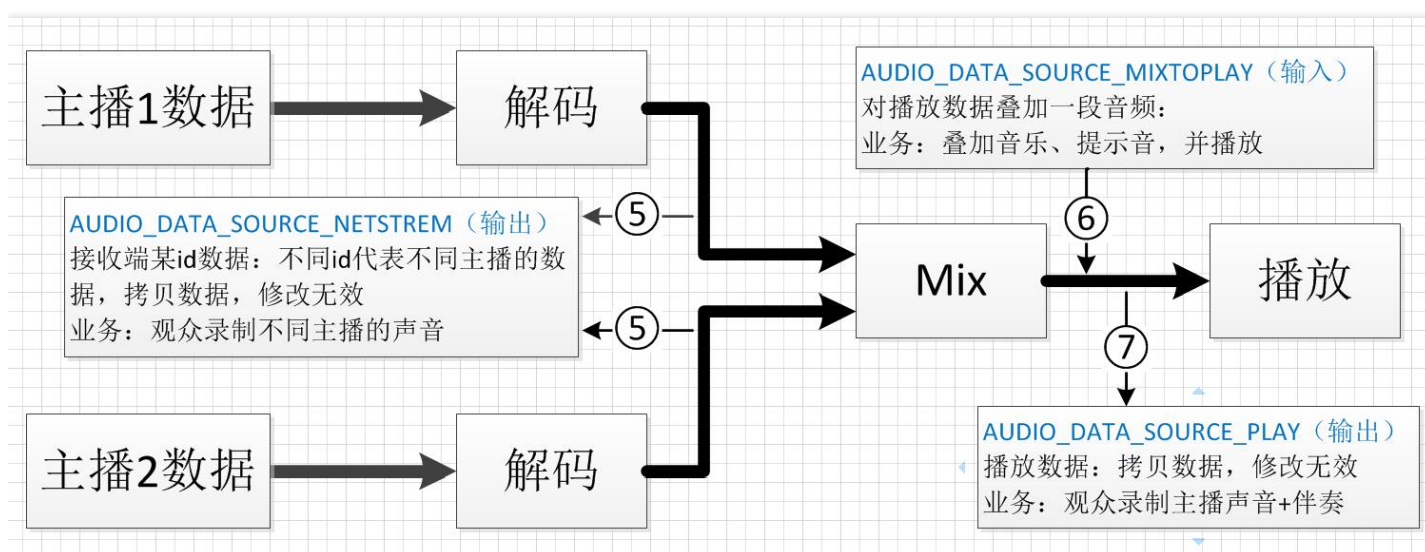 主播1数据
解码
AUDIO_DATA_SOURCE_MIXTOPLAY（输入）
对播放数据叠加一段音频：
业务：叠加音乐、提示音，并播放
AUDIO_DATA_SOURCE_NETSTREM（输出）
接收端某id数据：不同id代表不同主播的数
据，拷贝数据，修改无效
业务：观众录制不同主播的声音
⑤
⑤
⑥
Mix
播放
⑦
主播2数据
解码
AUDIO_DATA_SOURCE_PLAY（输出）
播放数据：拷贝数据，修改无效
业务：观众录制主播声音+伴奏